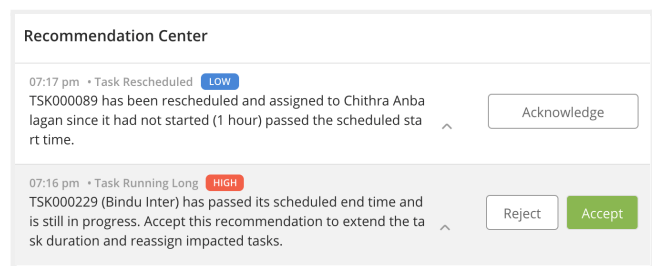 Recommendation Center
07:17 pm • Task Rescheduled LOW
TSK000089 has been rescheduled and assigned to Chithra Anba
lagan since it had not started (1 hour) passed the scheduled sta
rt time.
Acknowledge
07:16 pm • Task Running Long HIGH
TSK000229 (Bindu Inter) has passed its scheduled end time and
is still in progress. Accept this recommendation to extend the ta
sk duration and reassign impacted tasks.
Reject Accept